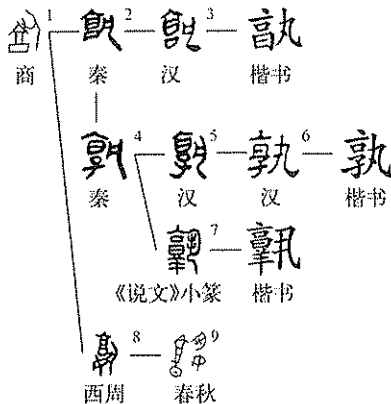 1 2 3
商 秦 汉 楷书
4 5 孰 6 孰
秦 汉 汉 楷书
7
《说文》小篆 楷书
8 9
西周 春秋